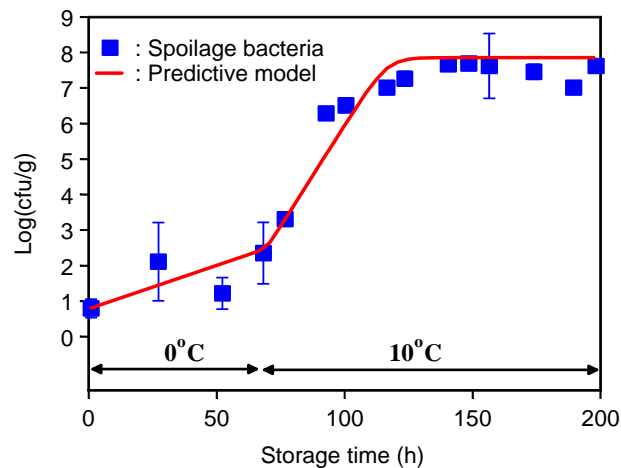 9
: Spoilage bacteria
8
: Predictive model
7
6
5
4
3
2
1
0
Log(cfu/g)
0°C
10°C
0
50
100
150
200
Storage time (h)